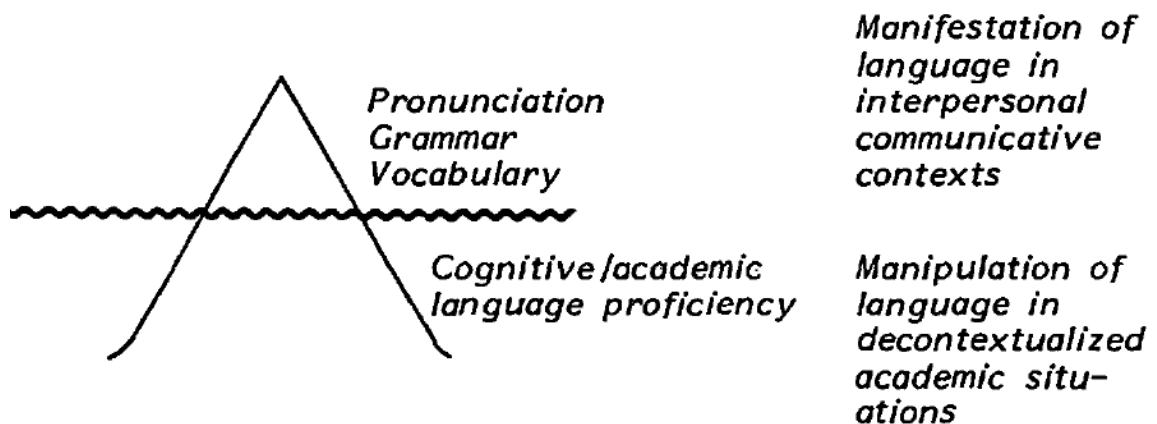 Pronunciation
Grammar
Vocabulary
Manifestation of
language in
interpersonal
communicative
contexts
Cognitive/academic
language proficiency
Manipulation of
language in
decontextualized
academic situ-
ations